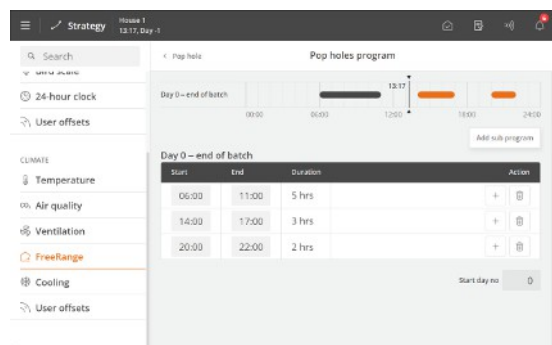 Strategy
House 1
13.17, Day -1
Search
< Pop hole
Pop holes program
24-hour clock
User offsets
Day 0 – end of batch
13:17
00:00 06:00 12:00 18:00 24:00
Add sub program
CLIMATE
Temperature
Air quality
Ventilation
FreeRange
Cooling
User offsets
Day 0 – end of batch
Start End Duration Action
06:00 11:00 5 hrs +
14:00 17:00 3 hrs +
20:00 22:00 2 hrs +
Start day no 0